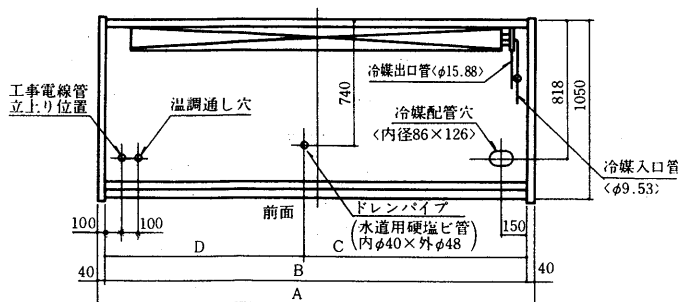 冷媒出口管<φ15.88>
工事電線管
立上り位置
温調通し穴
740
冷媒配管穴
<内径86×126>
818
1050
冷媒入口管
<φ9.53>
100
100
前面
ドレンパイプ
(水道用硬塩ビ管
内φ40×外φ48)
150
D
C
40
B
40
A